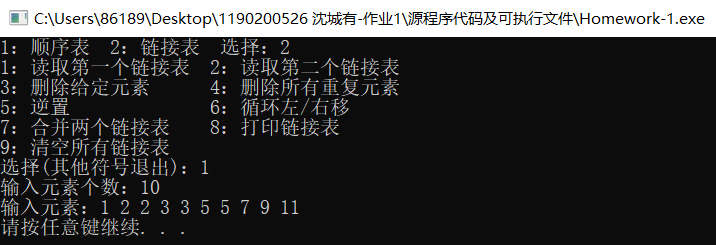 C:\Users\86189\Desktop\1190200526 沈城有-作业1\源程序代码及可执行文件\Homework-1.exe
1: 顺序表  2: 链接表  选择: 2
1: 读取第一个链接表  2: 读取第二个链接表
3: 删除给定元素      4: 删除所有重复元素
5: 逆置              6: 循环左/右移
7: 合并两个链接表    8: 打印链接表
9: 清空所有链接表
选择(其他符号退出): 1
输入元素个数: 10
输入元素: 1 2 2 3 3 5 5 7 9 11
请按任意键继续. . .